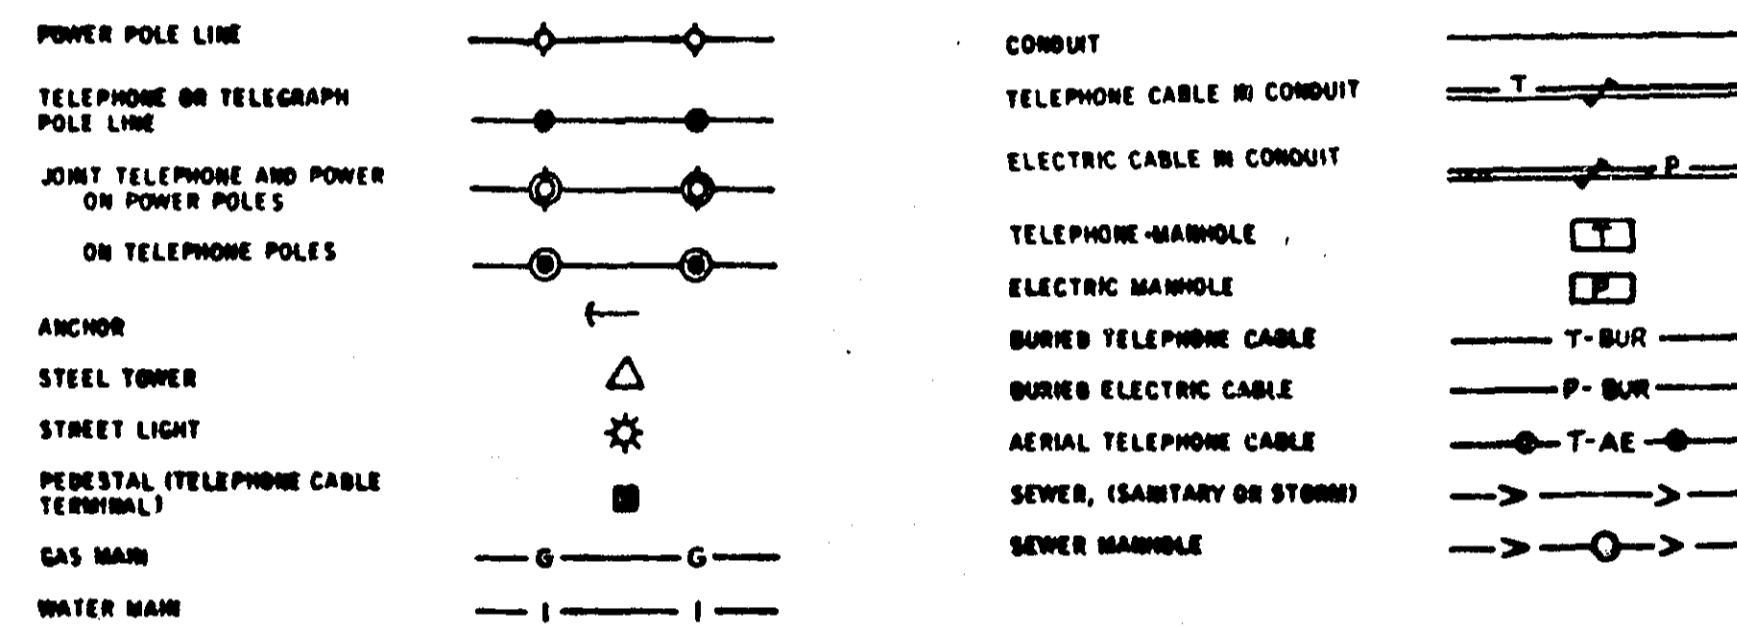 POWER POLE LINE
TELEPHONE OR TELEGRAPH
POLE LINE
JOINT TELEPHONE AND POWER
ON POWER POLES
ON TELEPHONE POLES
ANCHOR
STEEL TOWER
STREET LIGHT
PEDESTAL (TELEPHONE CABLE
TERMINAL)
GAS MAIN
G G
WATER MAIN
I I
CONDUIT
TELEPHONE CABLE IN CONDUIT
T
ELECTRIC CABLE IN CONDUIT
P
TELEPHONE-MANHOLE
T
ELECTRIC MANHOLE
P
BURIED TELEPHONE CABLE
T-BUR
BURIED ELECTRIC CABLE
P-BUR
AERIAL TELEPHONE CABLE
T-AE
SEWER, (SANITARY OR STORM)
SEWER MANHOLE